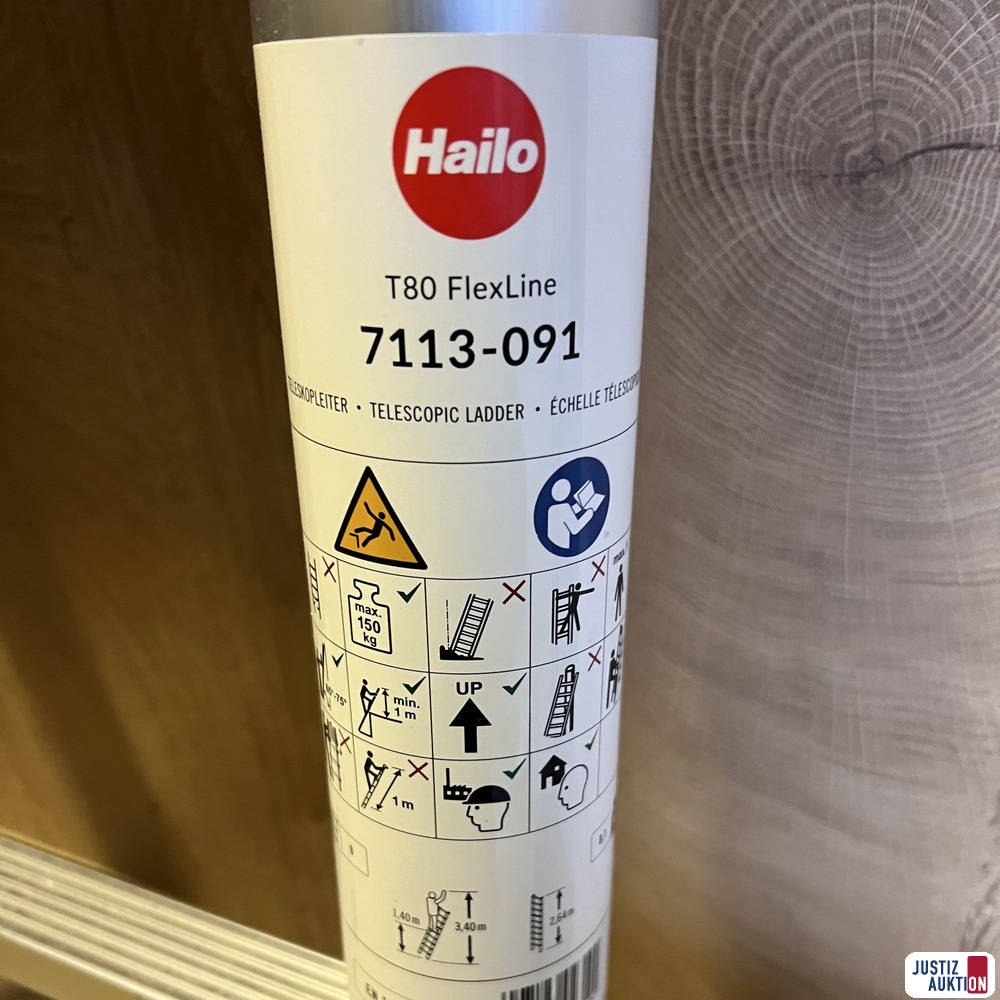 Hailo
T80 FlexLine
7113-091
TELESKOPLEITER • TELESCOPIC LADDER • ÉCHELLE
max.
max.
150
kg
UP
min.
1 m
1 m
1,40 m
3,40 m
2,64 m
JUSTIZ
AUKTION